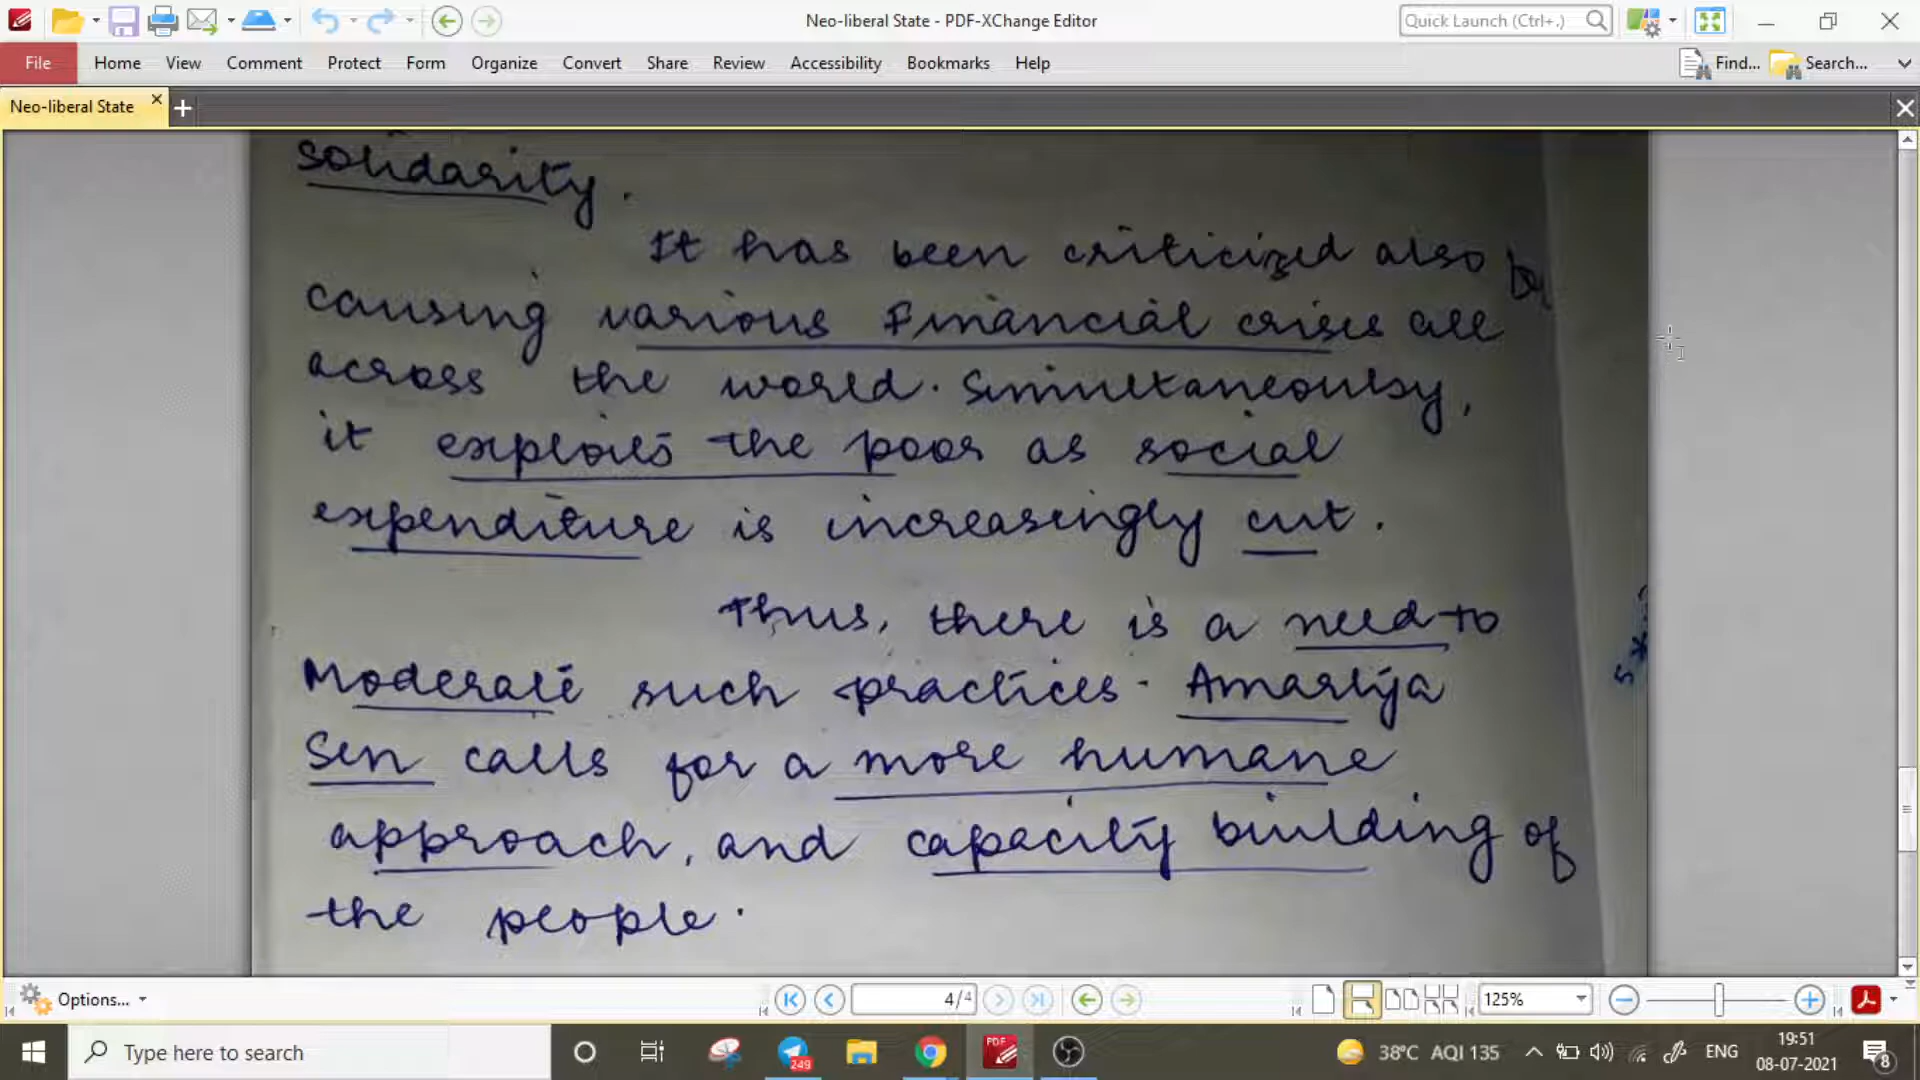 Neo-liberal State - PDF-XChange Editor
Quick Launch (Ctrl+.)
File Home View Comment Protect Form Organize Convert Share Review Accessibility Bookmarks Help
Find... Search...
Neo-liberal State
solidarity.
It has been criticized also
causing various Financial crises all
across the world. Simultaneoulsy,
it exploits the poor as social
expenditure is increasingly cut.
Thus, there is a need to
Moderate such practices. Amartya
Sen calls for a more humane
approach, and capacity building of
the people.
Options...
4/4
125%
Type here to search
249
PDF
38°C AQI 135
ENG
19:51
08-07-2021
8